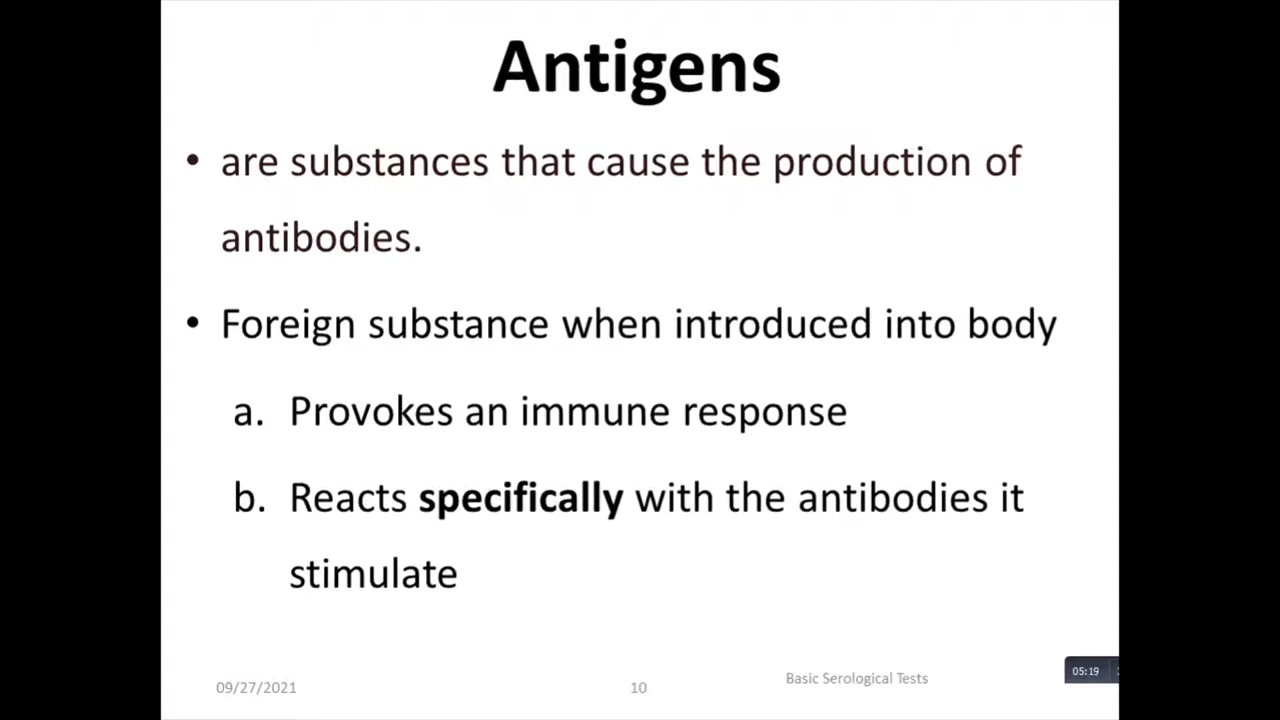 Antigens
• are substances that cause the production of
antibodies.
• Foreign substance when introduced into body
a. Provokes an immune response
b. Reacts specifically with the antibodies it
stimulate
09/27/2021
10
Basic Serological Tests
05:19